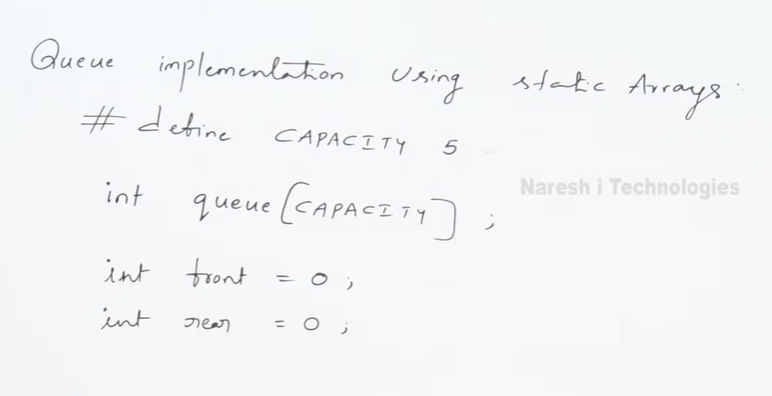 Queue implementation using static Arrays:
# define CAPACITY 5
Naresh i Technologies
int queue[CAPACITY];
int front = 0;
int rear = 0;